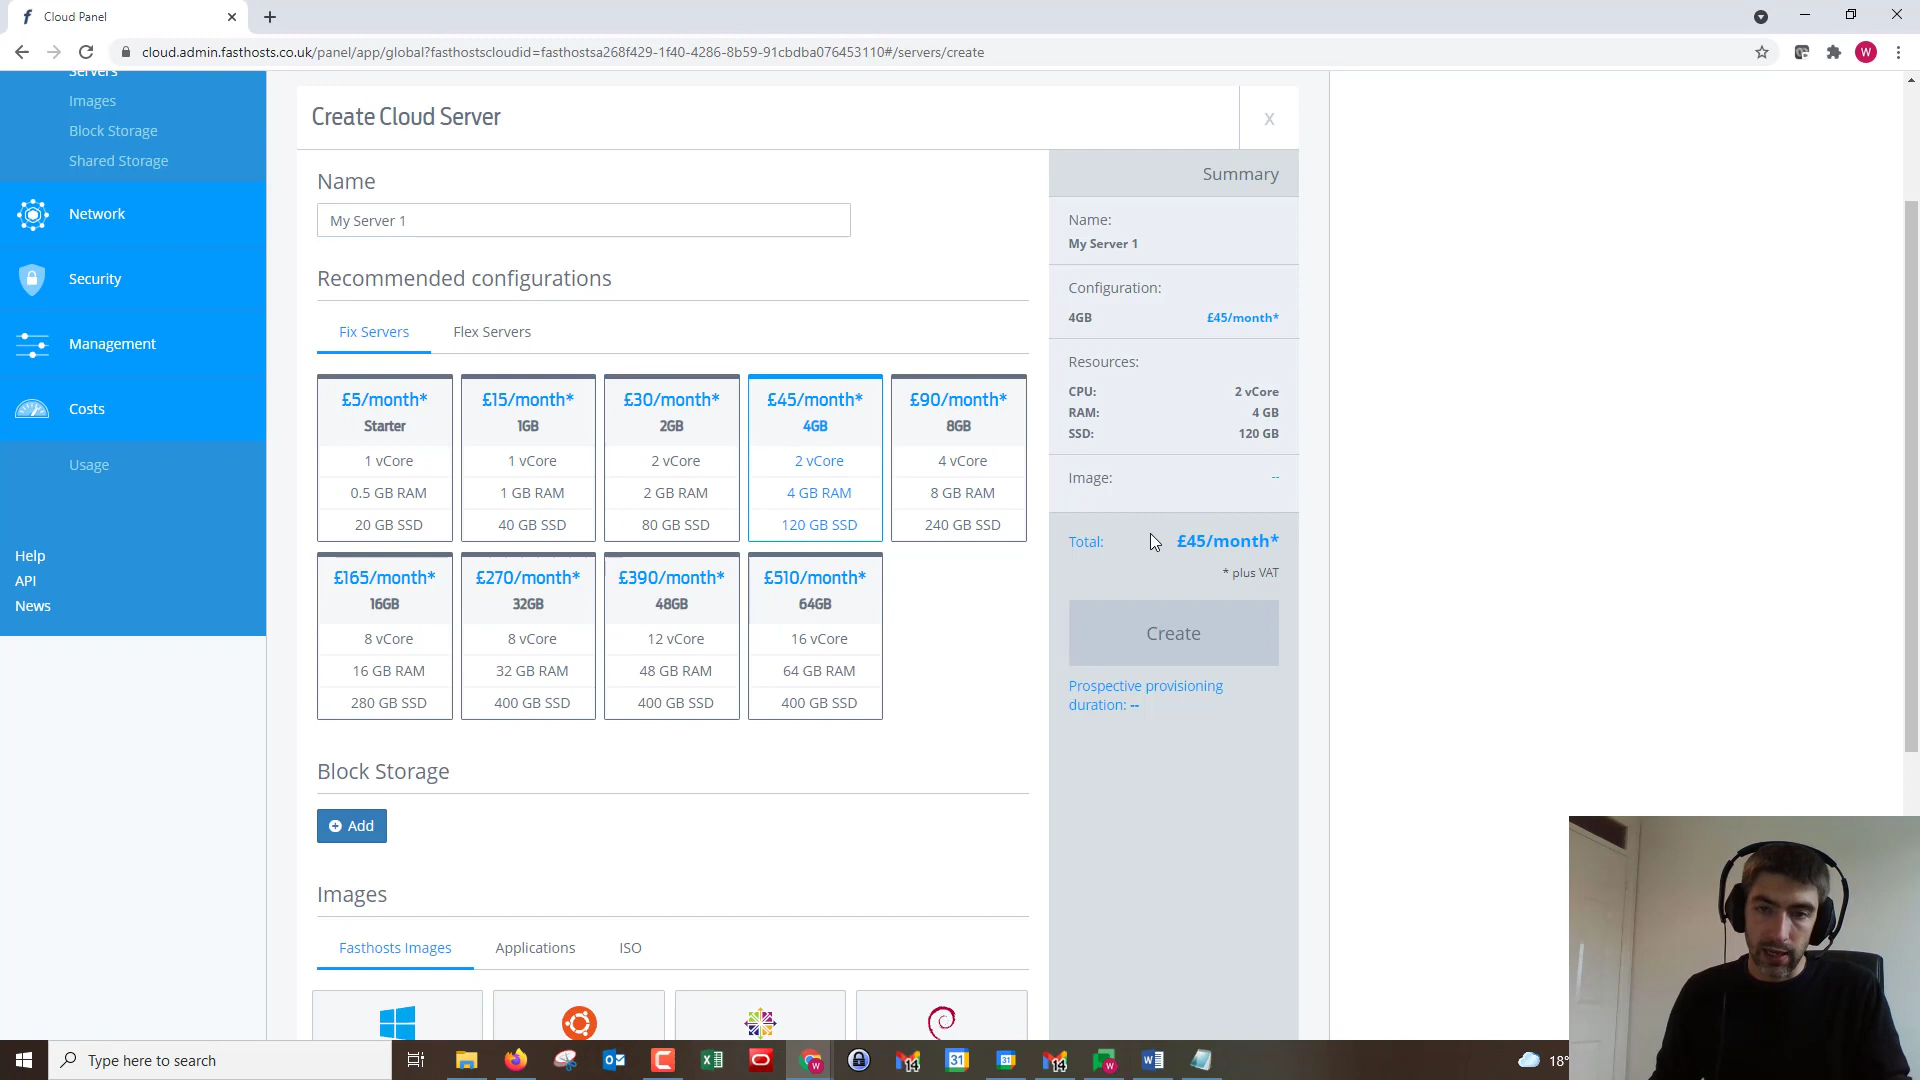 Cloud Panel
cloud.admin.fasthosts.co.uk/panel/app/global?fasthostscloudid=fasthostsa268f429-1f40-4286-8b59-91cbdba076453110#/servers/create
W
Servers
Images
Block Storage
Shared Storage
Network
Security
Management
Costs
Usage
Help
API
News
Create Cloud Server
X
Name
My Server 1
Recommended configurations
Fix Servers Flex Servers
£5/month* £15/month* £30/month* £45/month* £90/month*
Starter 1GB 2GB 4GB 8GB
1 vCore 1 vCore 2 vCore 2 vCore 4 vCore
0.5 GB RAM 1 GB RAM 2 GB RAM 4 GB RAM 8 GB RAM
20 GB SSD 40 GB SSD 80 GB SSD 120 GB SSD 240 GB SSD
£165/month* £270/month* £390/month* £510/month*
16GB 32GB 48GB 64GB
8 vCore 8 vCore 12 vCore 16 vCore
16 GB RAM 32 GB RAM 48 GB RAM 64 GB RAM
280 GB SSD 400 GB SSD 400 GB SSD 400 GB SSD
Block Storage
Add
Images
Fasthosts Images Applications ISO
Summary
Name:
My Server 1
Configuration:
4GB £45/month*
Resources:
CPU: 2 vCore
RAM: 4 GB
SSD: 120 GB
Image: --
Total: £45/month*
* plus VAT
Create
Prospective provisioning
duration: --
Type here to search
14 31 31 14
18°